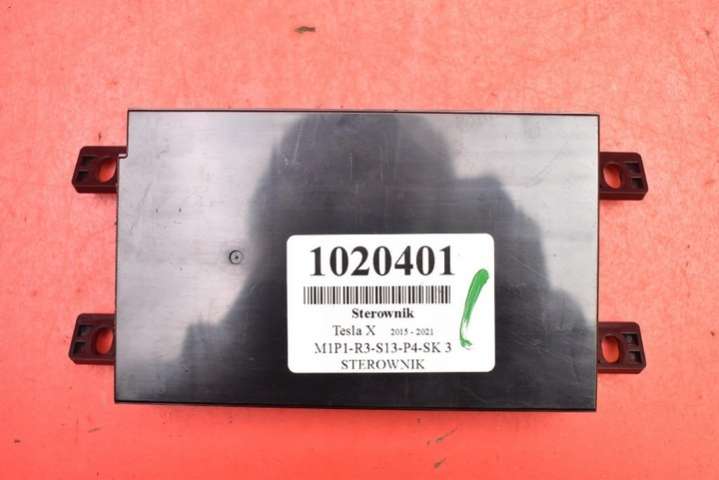 1020401
Sterownik
Tesla X 2015 - 2021
M1P1-R3-S13-P4-SK 3
STEROWNIK